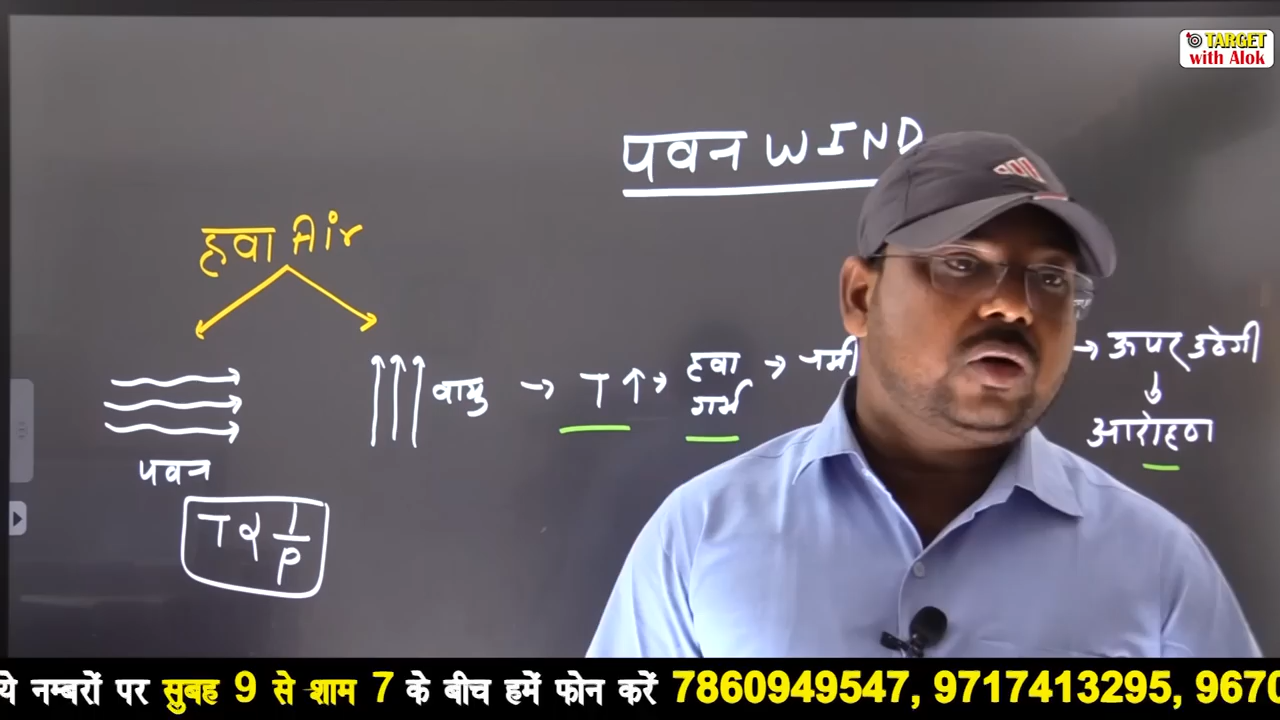 TARGET
with Alok
पवन WIND
हवा Air
वायु → T↑ → हवा गर्म →
→ ऊपर उठेगी
आरोहण
पवन
T α 1/P
ये नम्बरों पर सुबह 9 से शाम 7 के बीच हमें फोन करें 7860949547, 9717413295, 9670